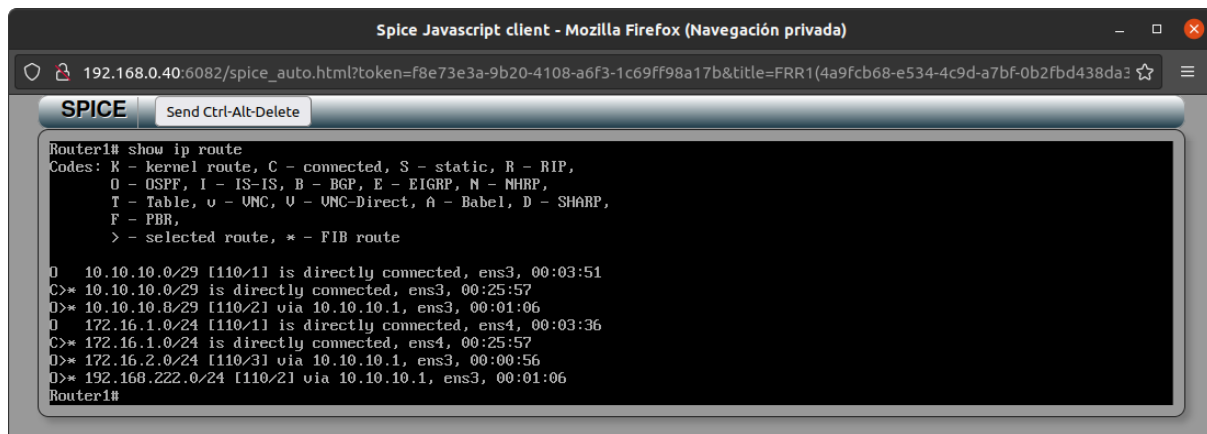 Spice Javascript client - Mozilla Firefox (Navegación privada)
192.168.0.40:6082/spice_auto.html?token=f8e73e3a-9b20-4108-a6f3-1c69ff98a17b&title=FRR1(4a9fcb68-e534-4c9d-a7bf-0b2fbd438da3
SPICE Send Ctrl-Alt-Delete
Router1# show ip route
Codes: K - kernel route, C - connected, S - static, R - RIP,
O - OSPF, I - IS-IS, B - BGP, E - EIGRP, N - NHRP,
T - Table, v - VNC, V - VNC-Direct, A - Babel, D - SHARP,
F - PBR,
> - selected route, * - FIB route
O 10.10.10.0/29 [110/1] is directly connected, ens3, 00:03:51
C>* 10.10.10.0/29 is directly connected, ens3, 00:25:57
O>* 10.10.10.8/29 [110/2] via 10.10.10.1, ens3, 00:01:06
O 172.16.1.0/24 [110/1] is directly connected, ens4, 00:03:36
C>* 172.16.1.0/24 is directly connected, ens4, 00:25:57
O>* 172.16.2.0/24 [110/3] via 10.10.10.1, ens3, 00:00:56
O>* 192.168.222.0/24 [110/2] via 10.10.10.1, ens3, 00:01:06
Router1#